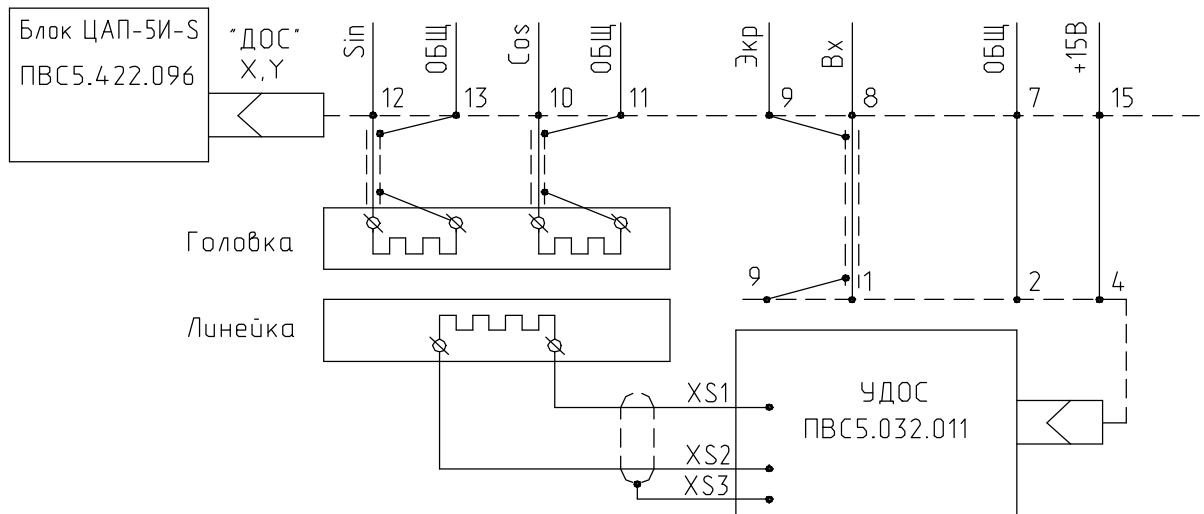 Блок ЦАП-5И-S
ПВС5.422.096
"ДОС"
X,Y
Sin
ОБЩ
Cos
ОБЩ
Экр
Вх
ОБЩ
+15В
12
13
10
11
9
8
7
15
Головка
9
1
2
4
Линейка
XS1
XS2
XS3
УДОС
ПВС5.032.011